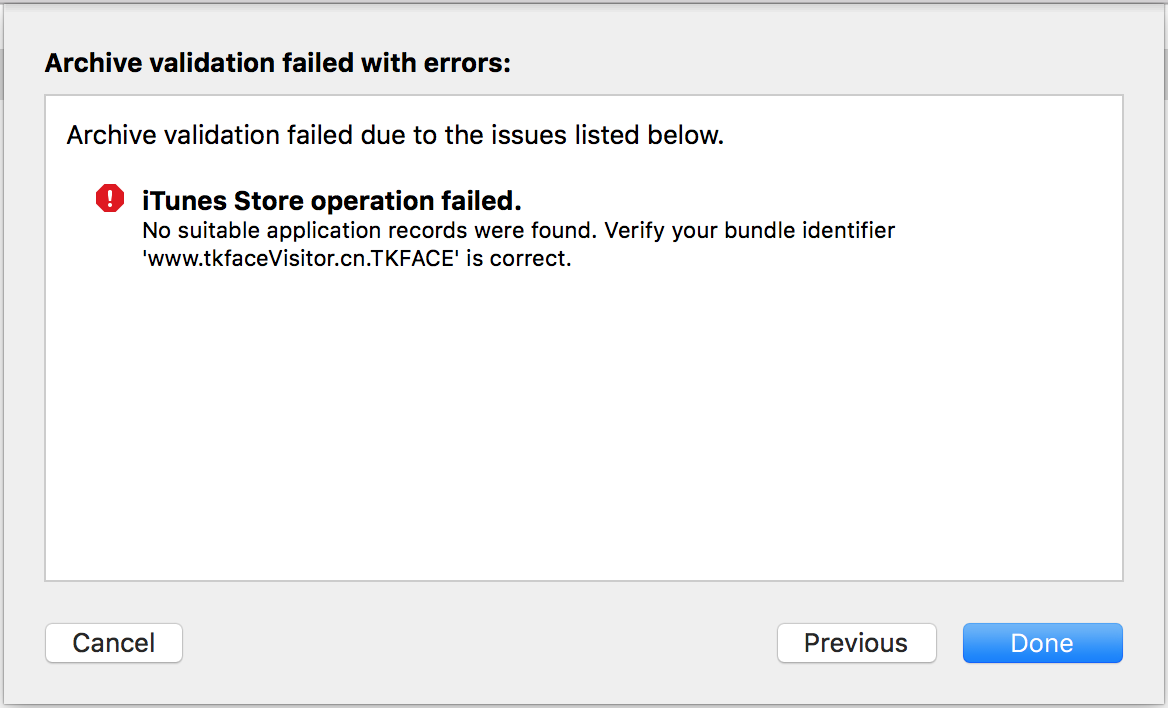 Archive validation failed with errors:
Archive validation failed due to the issues listed below.
iTunes Store operation failed.
No suitable application records were found. Verify your bundle identifier
'www.tkfaceVisitor.cn.TKFACE' is correct.
Cancel
Previous
Done